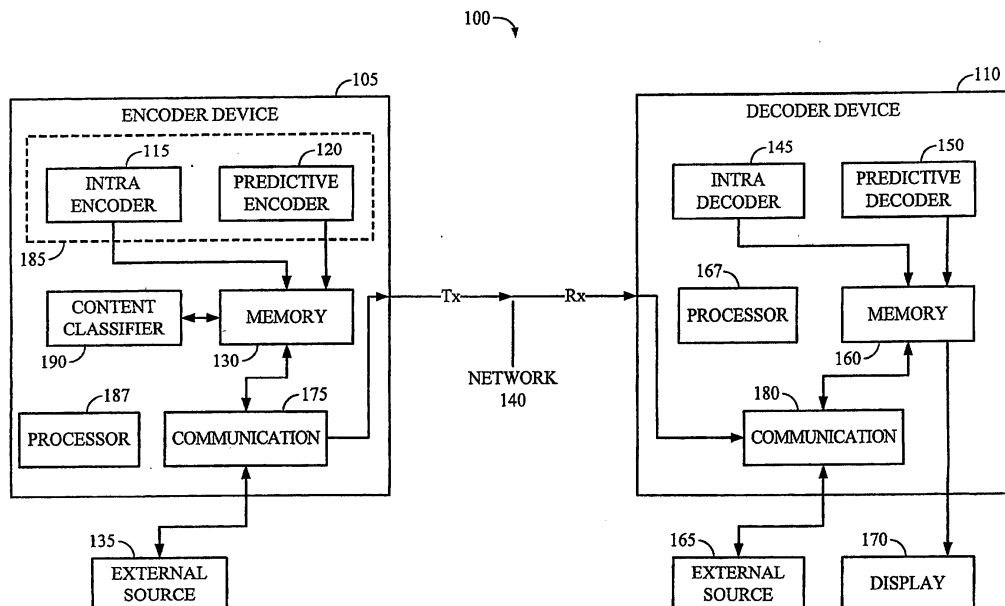 100
105
110
ENCODER DEVICE
DECODER DEVICE
115
120
145
150
INTRA
ENCODER
PREDICTIVE
ENCODER
INTRA
DECODER
PREDICTIVE
DECODER
185
167
CONTENT
CLASSIFIER
MEMORY
Tx
Rx
PROCESSOR
MEMORY
190
130
NETWORK
140
160
187
175
180
PROCESSOR
COMMUNICATION
COMMUNICATION
135
165
170
EXTERNAL
SOURCE
EXTERNAL
SOURCE
DISPLAY